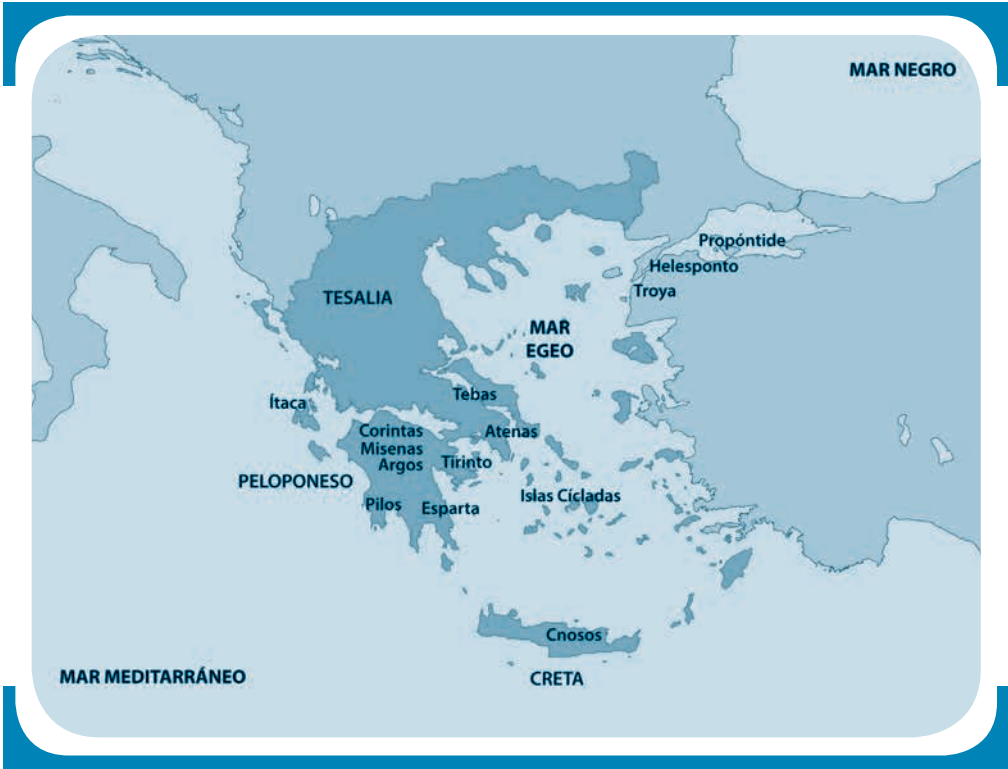 MAR NEGRO
Propóntide
Helesponto
Troya
TESALIA
MAR
EGEO
Tebas
Ítaca
Corintas
Atenas
Misenas
Argos
Tirinto
PELOPONESO
Islas Cícladas
Pilos
Esparta
Cnosos
MAR MEDITARRÁNEO
CRETA